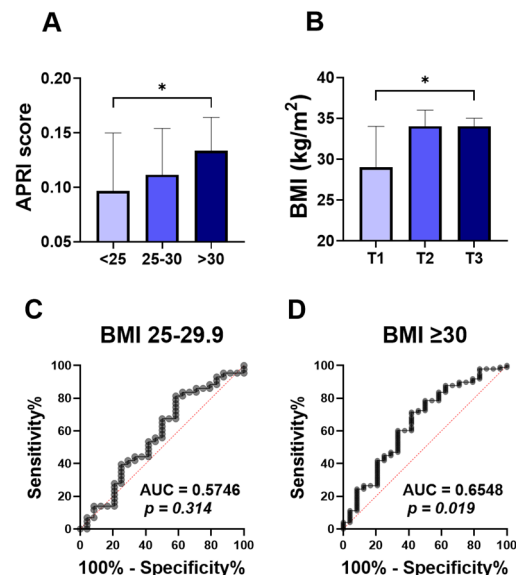 A
APRI score
0.20
0.15
0.10
0.05
*
<25 25-30 >30
B
BMI (kg/m²)
40
35
30
25
20
*
T1 T2 T3
C
BMI 25-29.9
Sensitivity%
100
80
60
40
20
0
AUC = 0.5746
p = 0.314
0 20 40 60 80 100
100% - Specificity%
D
BMI ≥30
Sensitivity%
100
80
60
40
20
0
AUC = 0.6548
p = 0.019
0 20 40 60 80 100
100% - Specificity%